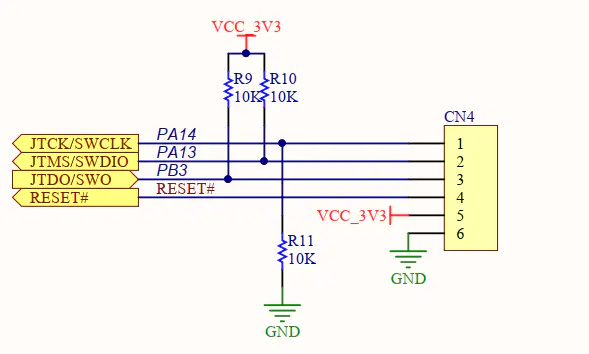 VCC_3V3
R9
10K
R10
10K
CN4
JTCK/SWCLK
PA14
1
JTMS/SWDIO
PA13
2
JTDO/SWO
PB3
3
RESET#
RESET#
4
VCC_3V3
5
6
R11
10K
GND
GND